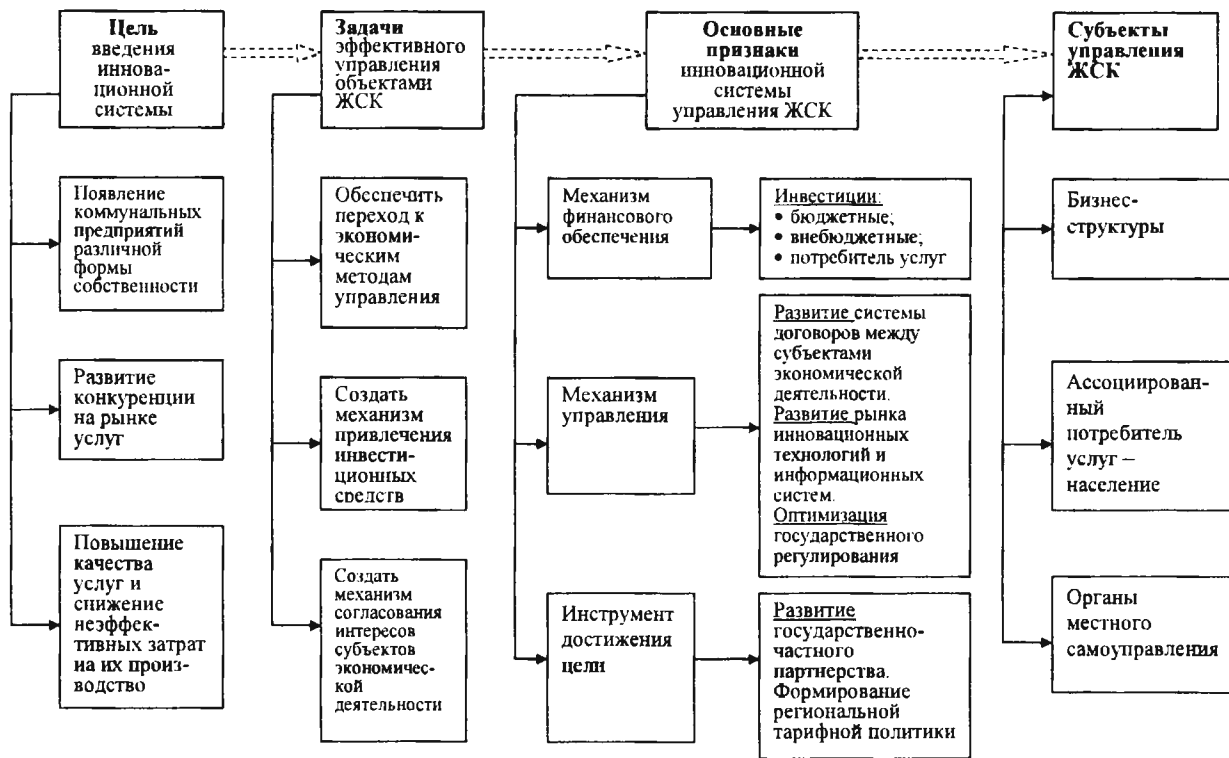 Цель
введения
иннова-
ционной
системы
Задачи
эффективного
управления
объектами
ЖСК
Основные
признаки
инновационной
системы
управления ЖСК
Субъекты
управления
ЖСК
Появление
коммунальных
предприятий
различной
формы
собственности
Развитие
конкуренции
на рынке
услуг
Повышение
качества
услуг и
снижение
неэффек-
тивных затрат
на их произ-
водство
Обеспечить
переход к
экономи-
ческим
методам
управления
Создать
механизм
привлечения
инвести-
ционных
средств
Создать
механизм
согласования
интересов
субъектов
экономичес-
кой
деятельности
Механизм
финансового
обеспечения
Инвестиции:
• бюджетные;
• внебюджетные;
• потребитель услуг
Механизм
управления
Развитие системы
договоров между
субъектами
экономической
деятельности.
Развитие рынка
инновационных
технологий и
информационных
систем.
Оптимизация
государственного
регулирования
Инструмент
достижения
цели
Развитие
государственно-
частного
партнерства.
Формирование
региональной
тарифной политики
Бизнес-
структуры
Ассоциирован-
ный
потребитель
услуг –
население
Органы
местного
самоуправления